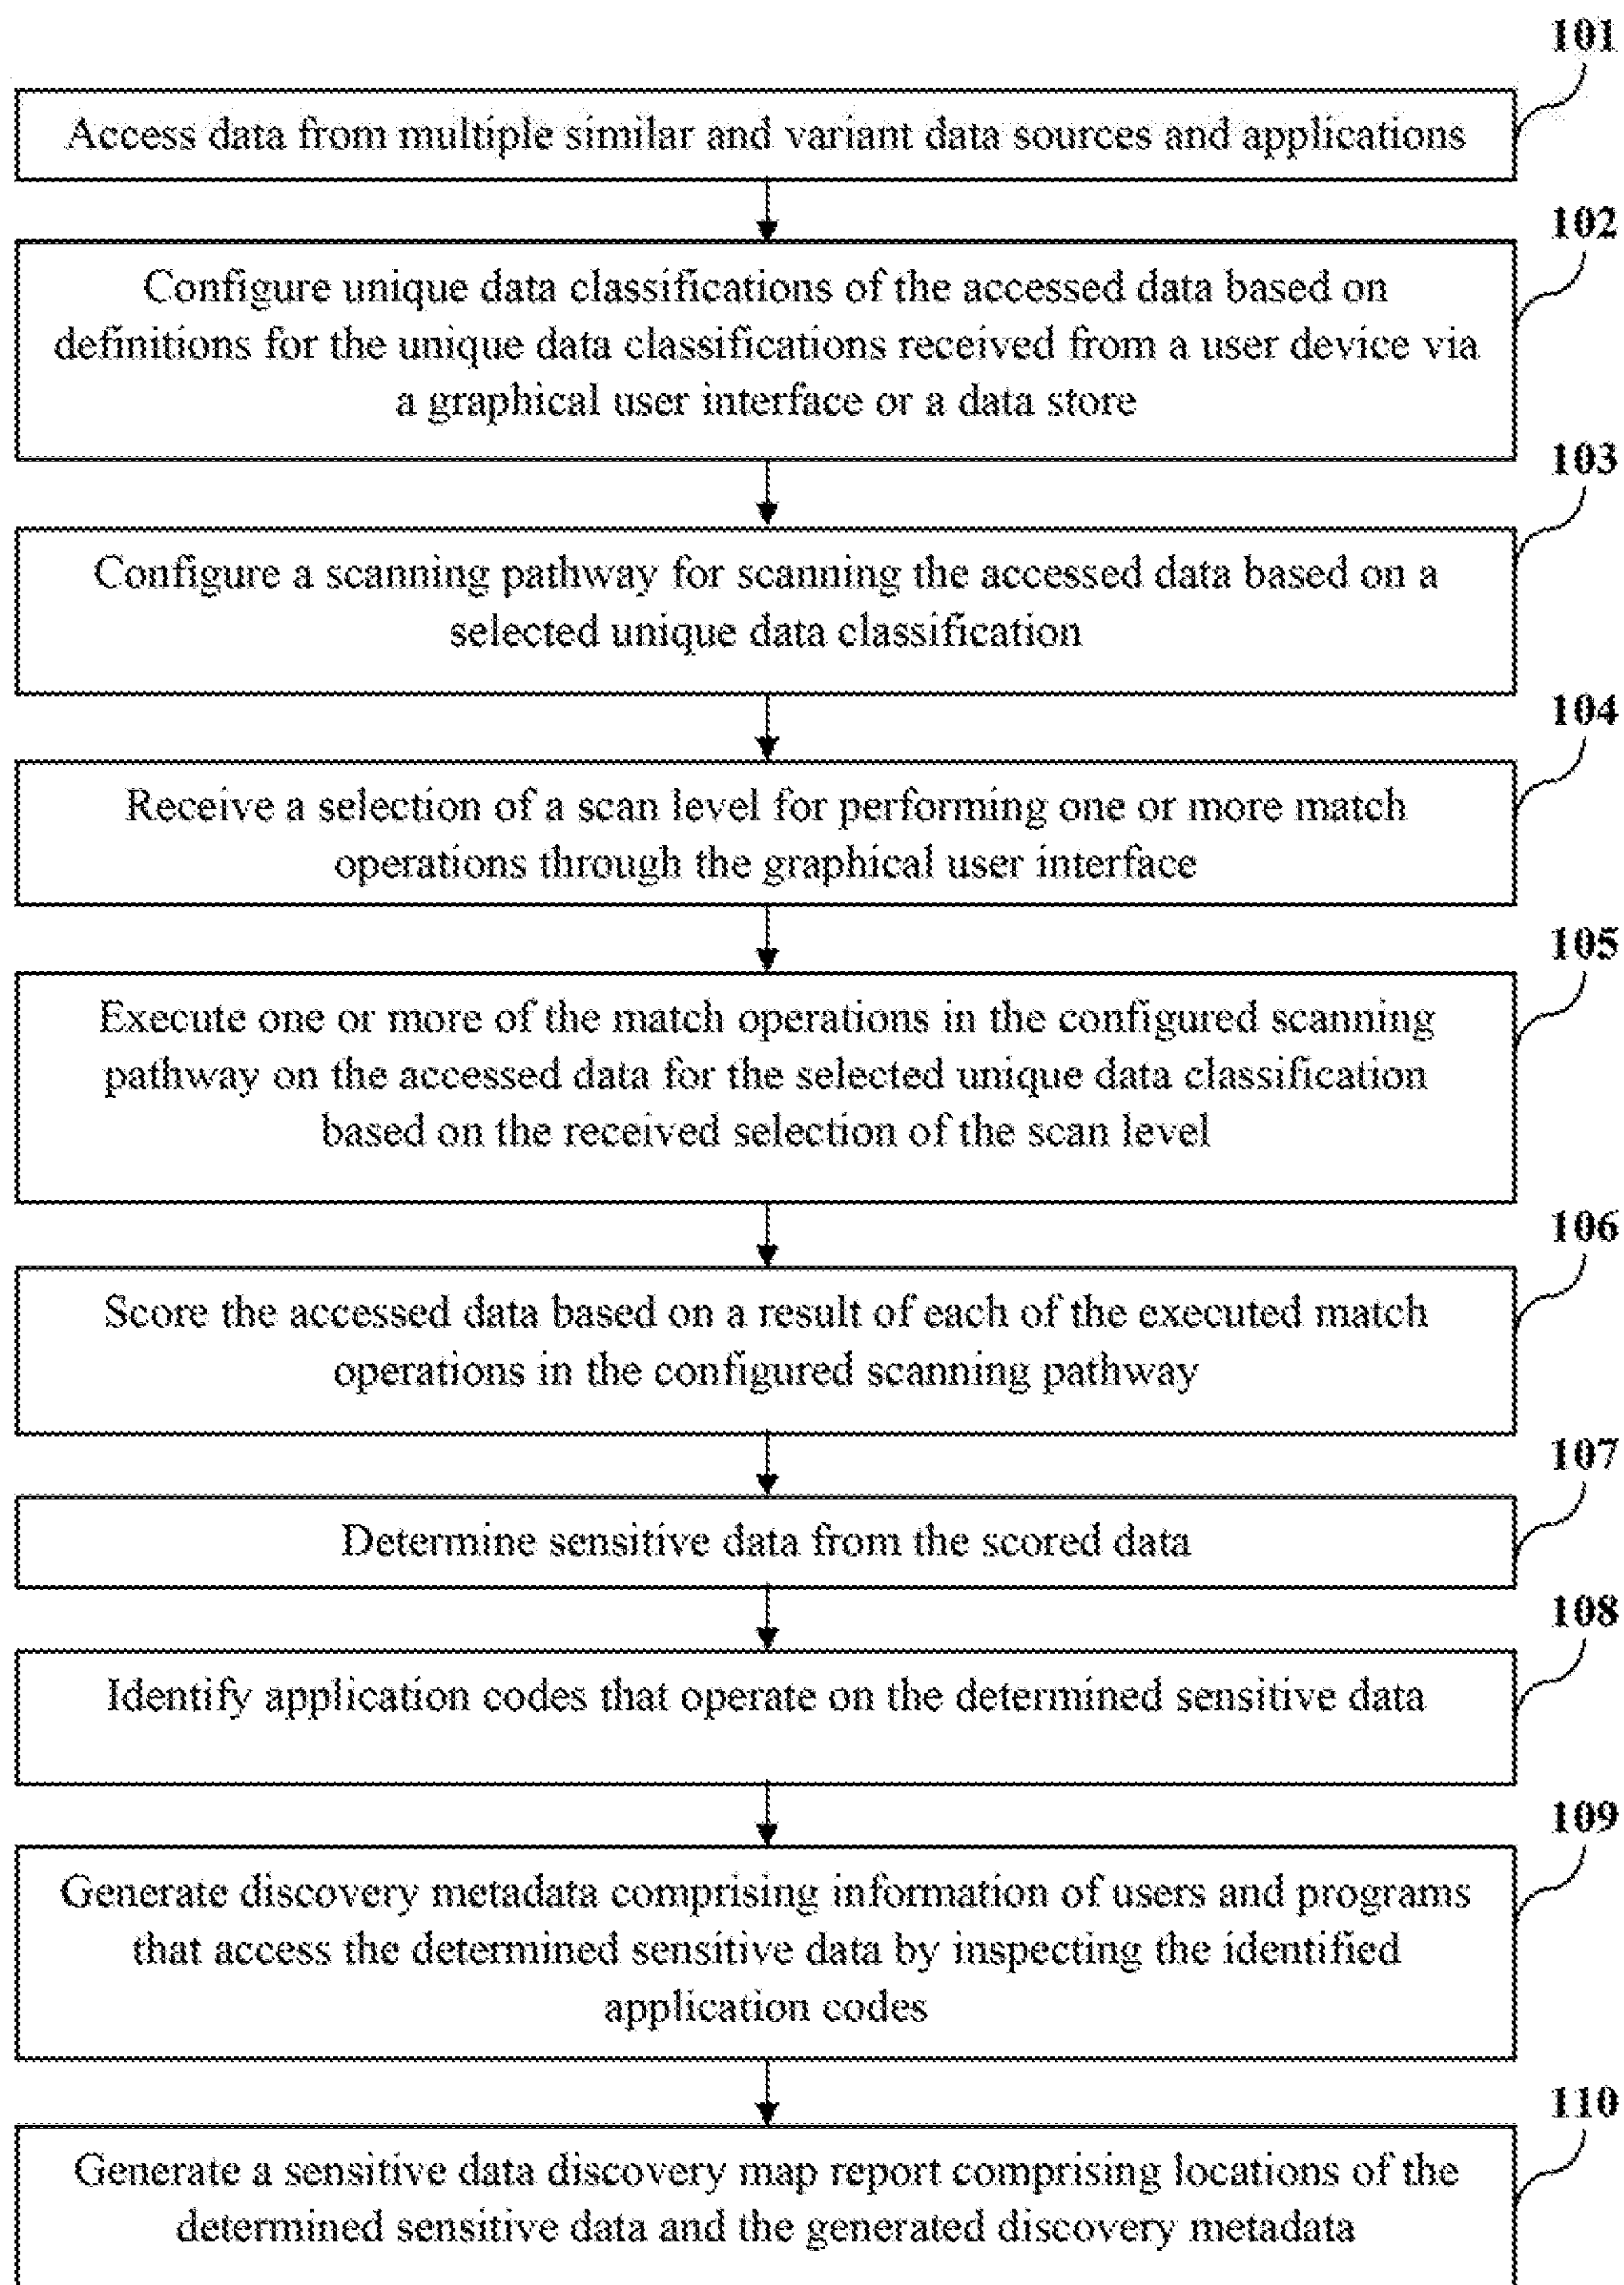 101
Access data from multiple similar and variant data sources and applications
102
Configure unique data classifications of the accessed data based on
definitions for the unique data classifications received from a user device via
a graphical user interface or a data store
103
Configure a scanning pathway for scanning the accessed data based on a
selected unique data classification
104
Receive a selection of a scan level for performing one or more match
operations through the graphical user interface
105
Execute one or more of the match operations in the configured scanning
pathway on the accessed data for the selected unique data classification
based on the received selection of the scan level
106
Score the accessed data based on a result of each of the executed match
operations in the configured scanning pathway
107
Determine sensitive data from the scored data
108
Identify application codes that operate on the determined sensitive data
109
Generate discovery metadata comprising information of users and programs
that access the determined sensitive data by inspecting the identified
application codes
110
Generate a sensitive data discovery map report comprising locations of the
determined sensitive data and the generated discovery metadata